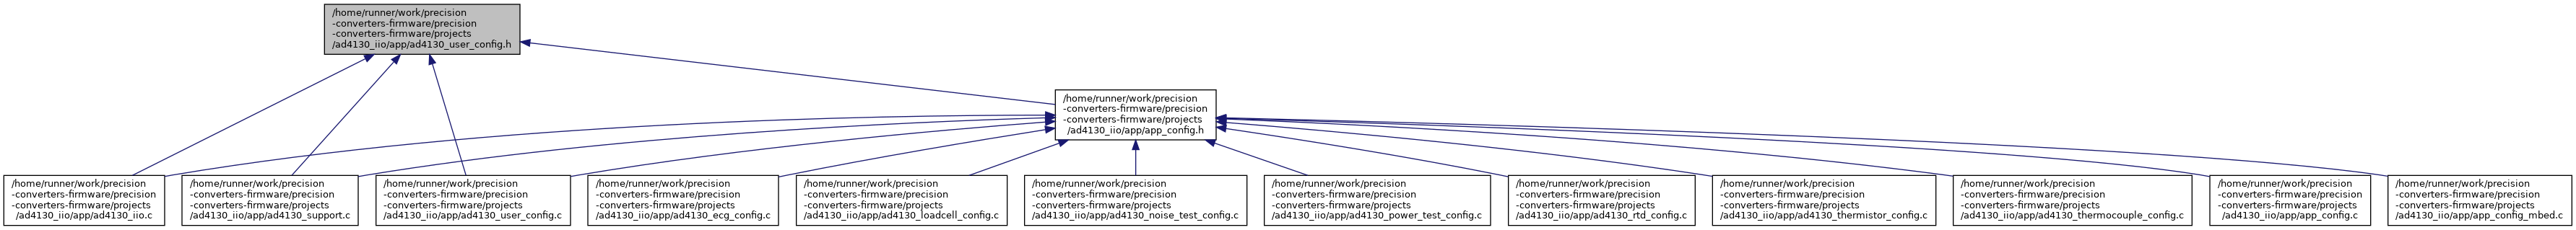 /home/runner/work/precision
-converters-firmware/precision
-converters-firmware/projects
/ad4130_iio/app/ad4130_user_config.h
/home/runner/work/precision
-converters-firmware/precision
-converters-firmware/projects
/ad4130_iio/app/app_config.h
/home/runner/work/precision
-converters-firmware/precision
-converters-firmware/projects
/ad4130_iio/app/ad4130_iio.c
/home/runner/work/precision
-converters-firmware/precision
-converters-firmware/projects
/ad4130_iio/app/ad4130_support.c
/home/runner/work/precision
-converters-firmware/precision
-converters-firmware/projects
/ad4130_iio/app/ad4130_user_config.c
/home/runner/work/precision
-converters-firmware/precision
-converters-firmware/projects
/ad4130_iio/app/ad4130_ecg_config.c
/home/runner/work/precision
-converters-firmware/precision
-converters-firmware/projects
/ad4130_iio/app/ad4130_loadcell_config.c
/home/runner/work/precision
-converters-firmware/precision
-converters-firmware/projects
/ad4130_iio/app/ad4130_noise_test_config.c
/home/runner/work/precision
-converters-firmware/precision
-converters-firmware/projects
/ad4130_iio/app/ad4130_power_test_config.c
/home/runner/work/precision
-converters-firmware/precision
-converters-firmware/projects
/ad4130_iio/app/ad4130_rtd_config.c
/home/runner/work/precision
-converters-firmware/precision
-converters-firmware/projects
/ad4130_iio/app/ad4130_thermistor_config.c
/home/runner/work/precision
-converters-firmware/precision
-converters-firmware/projects
/ad4130_iio/app/ad4130_thermocouple_config.c
/home/runner/work/precision
-converters-firmware/precision
-converters-firmware/projects
/ad4130_iio/app/app_config.c
/home/runner/work/precision
-converters-firmware/precision
-converters-firmware/projects
/ad4130_iio/app/app_config_mbed.c